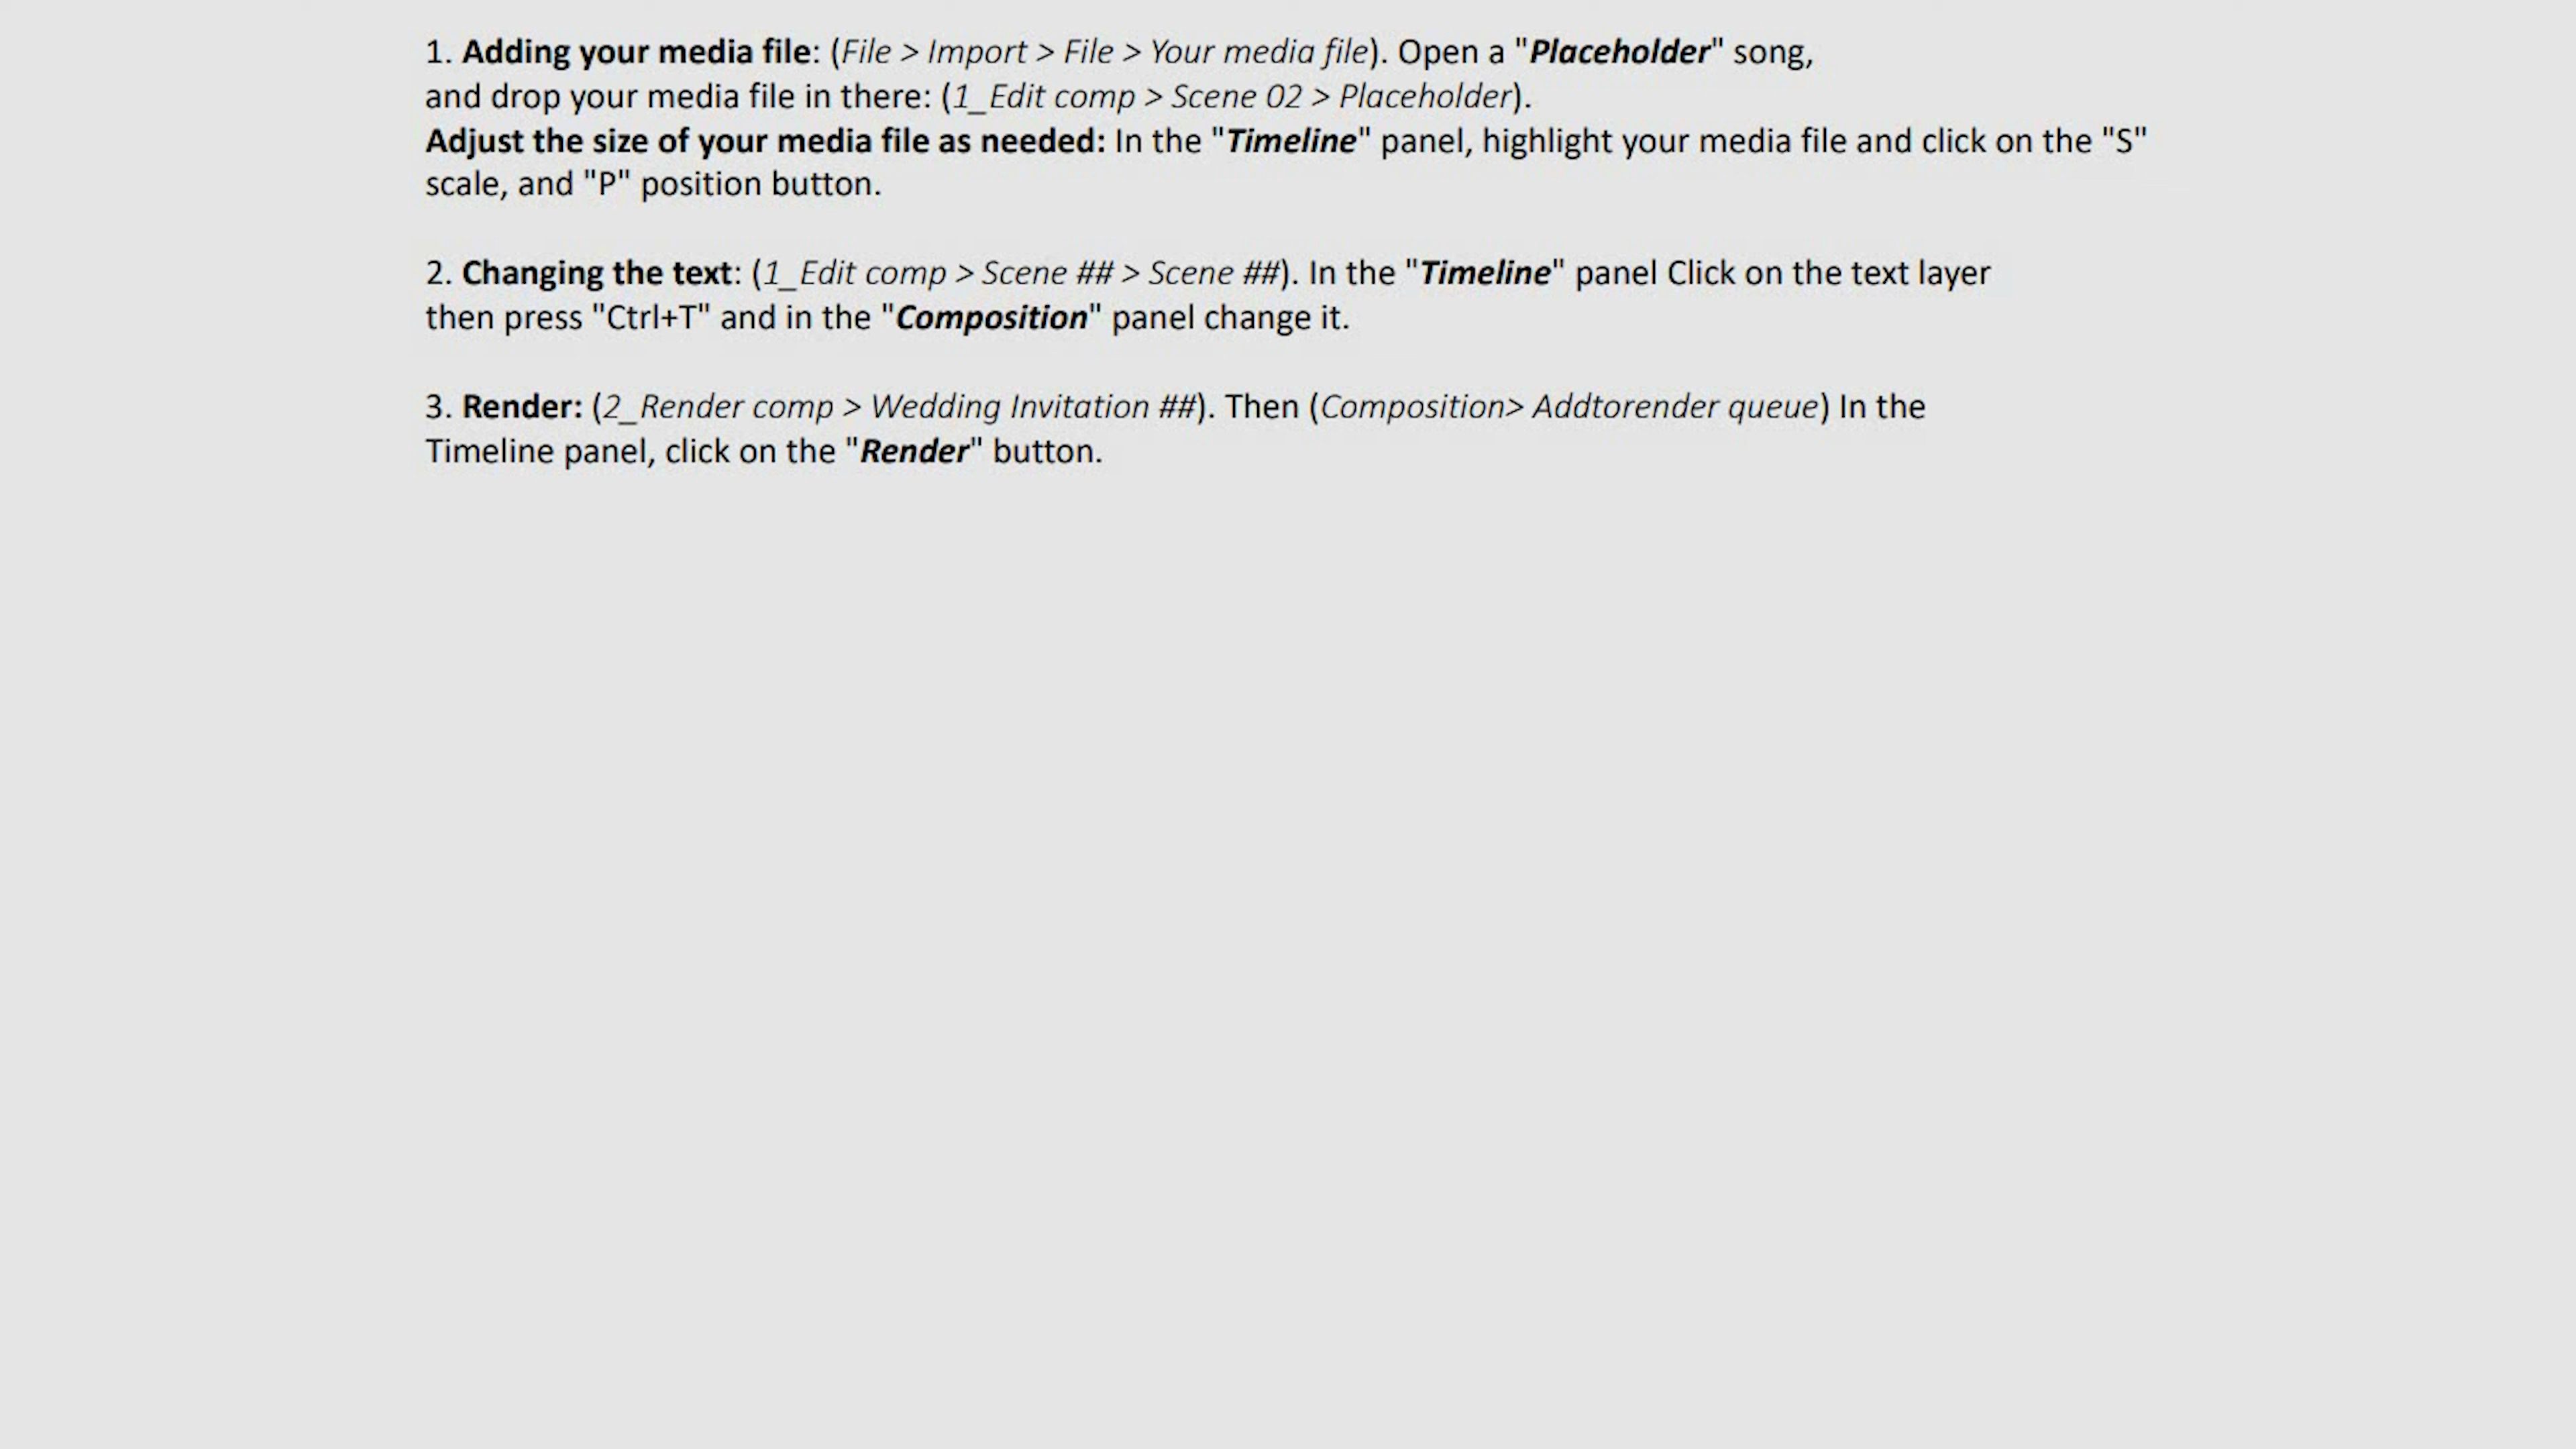 1. Adding your media file: (File > Import > File > Your media file). Open a "Placeholder" song,
and drop your media file in there: (1_Edit comp > Scene 02 > Placeholder).
Adjust the size of your media file as needed: In the "Timeline" panel, highlight your media file and click on the "S"
scale, and "P" position button.
2. Changing the text: (1_Edit comp > Scene ## > Scene ##). In the "Timeline" panel Click on the text layer
then press "Ctrl+T" and in the "Composition" panel change it.
3. Render: (2_Render comp > Wedding Invitation ##). Then (Composition> Addtorender queue) In the
Timeline panel, click on the "Render" button.